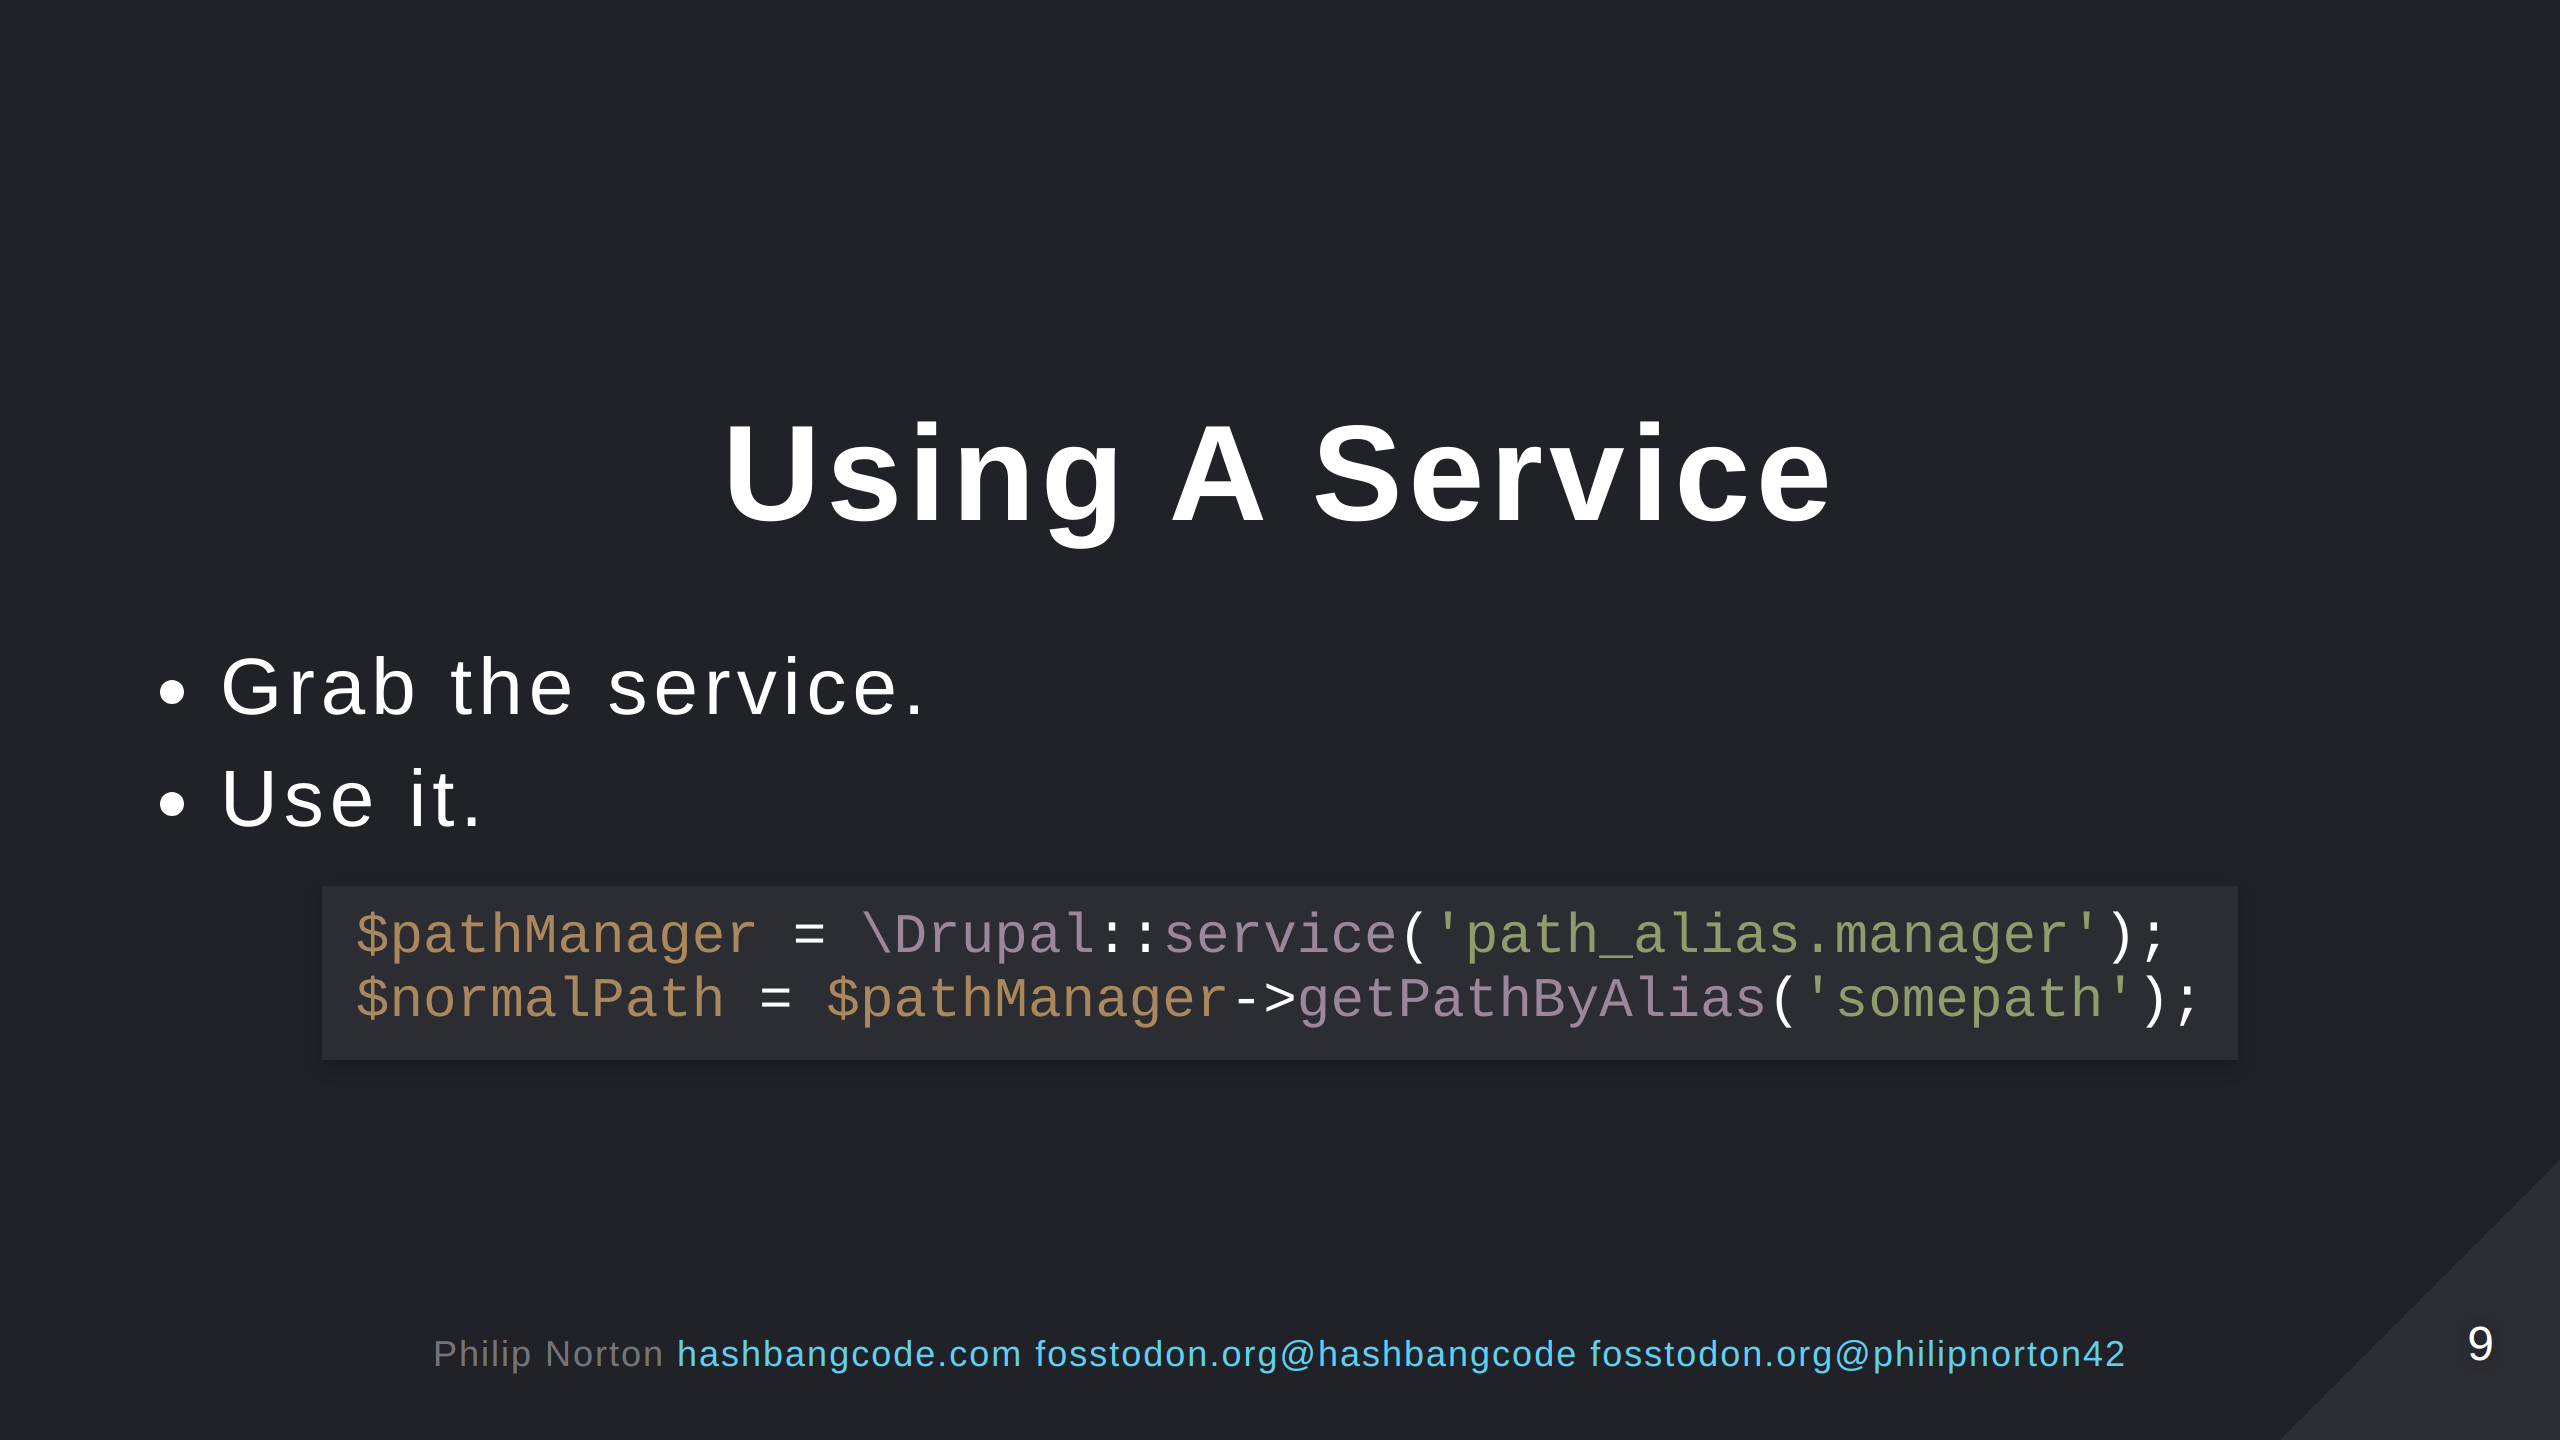 Using A Service
• Grab the service.
• Use it.
$pathManager = \Drupal::service('path_alias.manager');
$normalPath = $pathManager->getPathByAlias('somepath');
Philip Norton hashbangcode.com fosstodon.org@hashbangcode fosstodon.org@philipnorton42
9